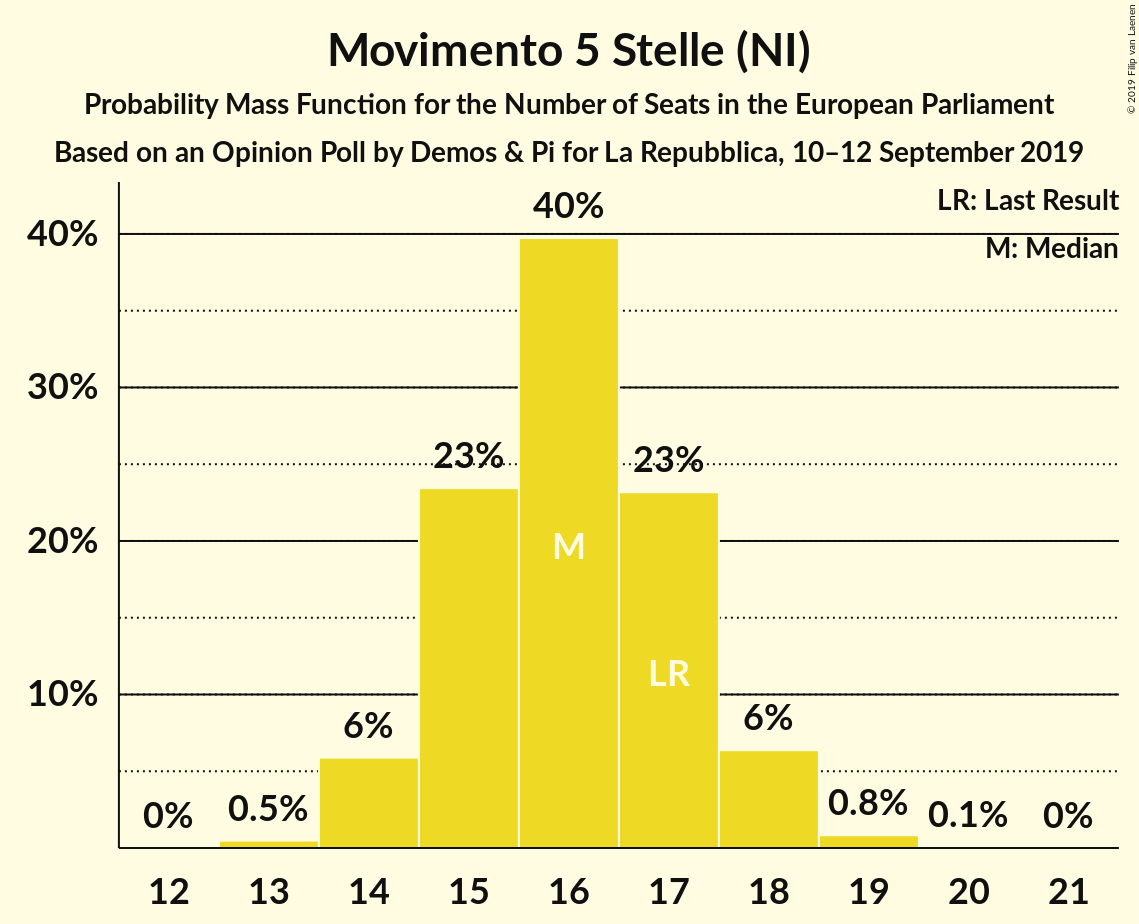 Movimento 5 Stelle (NI)
Probability Mass Function for the Number of Seats in the European Parliament
Based on an Opinion Poll by Demos & Pi for La Repubblica, 10–12 September 2019
© 2019 Filip van Laenen
LR: Last Result
M: Median
40%
30%
20%
10%
0%
0.5%
6%
23%
40%
23%
6%
0.8%
0.1%
0%
M
LR
12 13 14 15 16 17 18 19 20 21